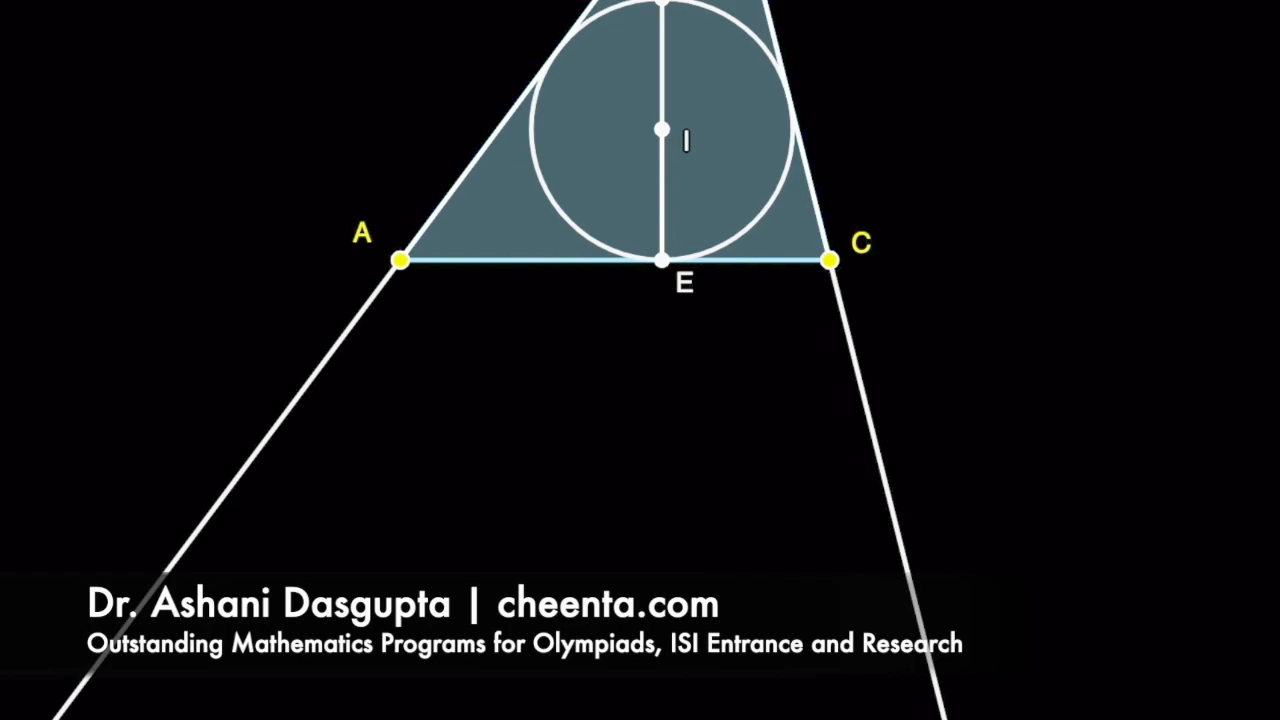 I
A
C
E
Dr. Ashani Dasgupta | cheenta.com
Outstanding Mathematics Programs for Olympiads, ISI Entrance and Research